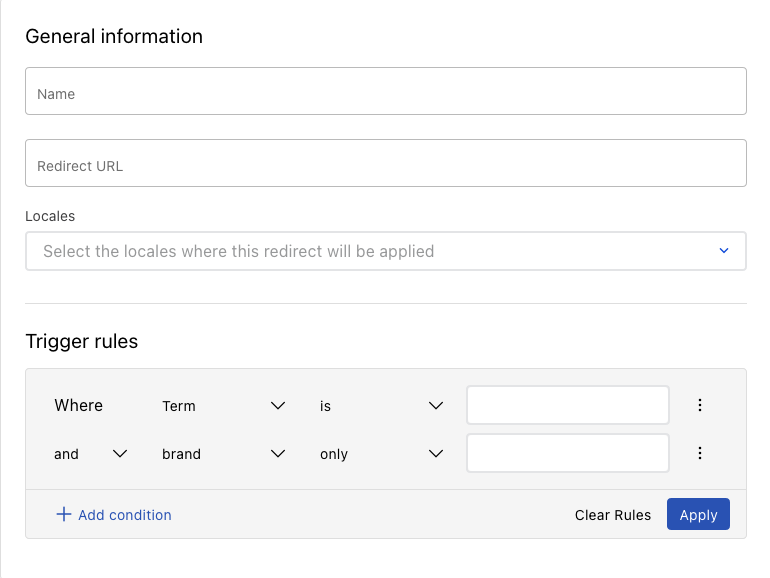 General information
Name
Redirect URL
Locales
Select the locales where this redirect will be applied
Trigger rules
Where Term is
and brand only
Add condition Clear Rules Apply